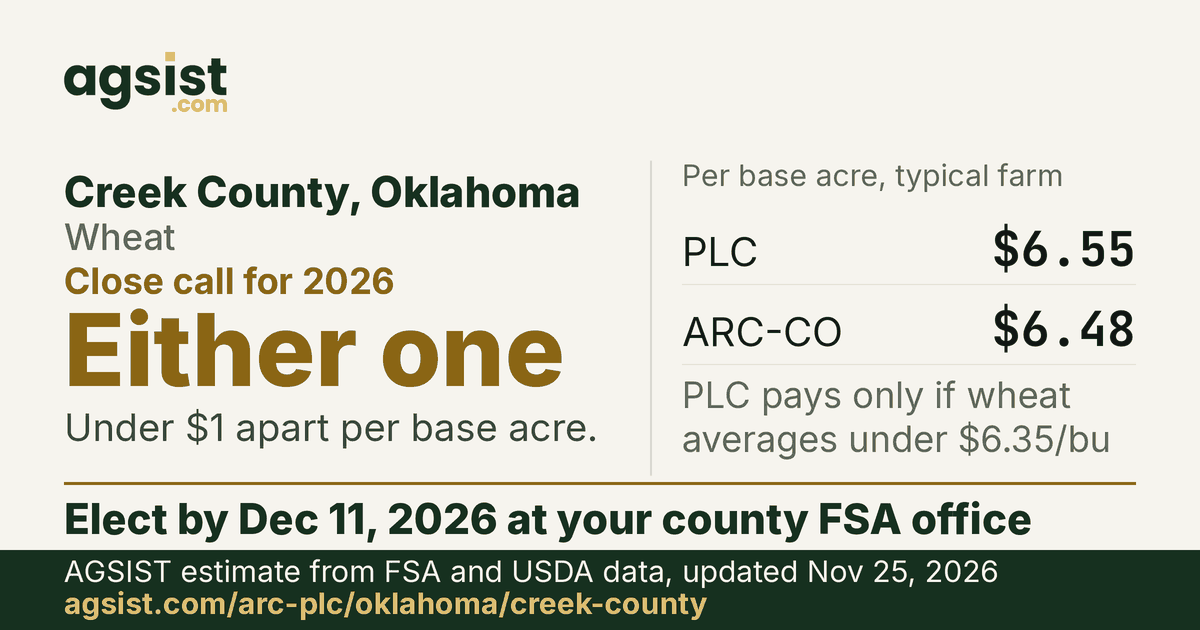 agsist
.com
Creek County, Oklahoma
Wheat
Close call for 2026
Either one
Under $1 apart per base acre.
Per base acre, typical farm
PLC $6.55
ARC-CO $6.48
PLC pays only if wheat
averages under $6.35/bu
Elect by Dec 11, 2026 at your county FSA office
AGSIST estimate from FSA and USDA data, updated Nov 25, 2026
agsist.com/arc-plc/oklahoma/creek-county